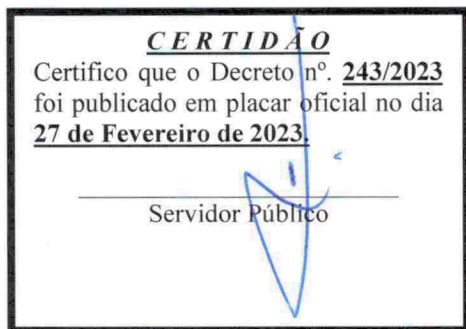 CERTIDÃO
Certifico que o Decreto nº. 243/2023
foi publicado em placar oficial no dia
27 de Fevereiro de 2023.
Servidor Público